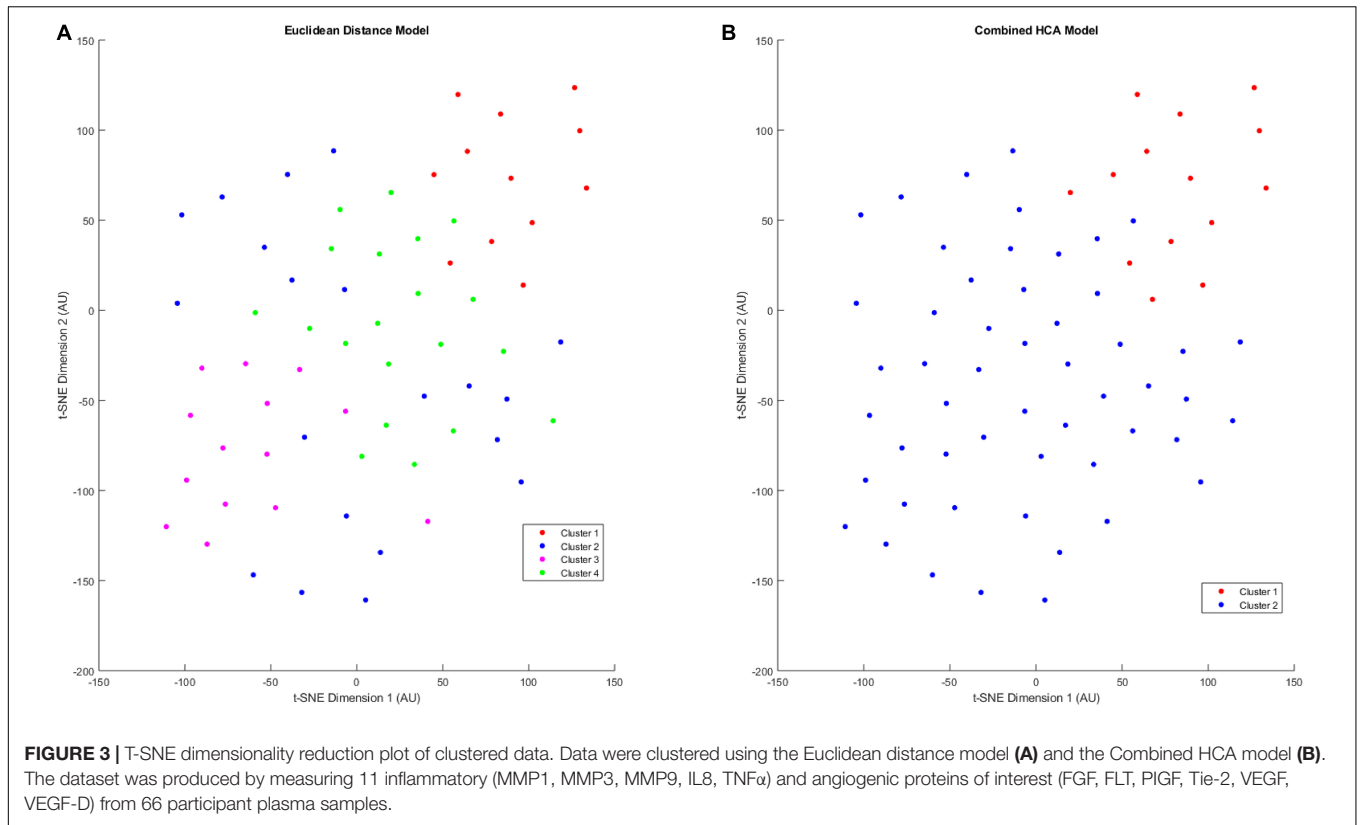 A
Euclidean Distance Model
150
100
50
0
-50
-100
-150
-200
t-SNE Dimension 2 (AU)
-150
-100
-50
0
50
100
150
t-SNE Dimension 1 (AU)
Cluster 1
Cluster 2
Cluster 3
Cluster 4
B
Combined HCA Model
150
100
50
0
-50
-100
-150
-200
t-SNE Dimension 2 (AU)
-150
-100
-50
0
50
100
150
t-SNE Dimension 1 (AU)
Cluster 1
Cluster 2
FIGURE 3 | T-SNE dimensionality reduction plot of clustered data. Data were clustered using the Euclidean distance model (A) and the Combined HCA model (B).
The dataset was produced by measuring 11 inflammatory (MMP1, MMP3, MMP9, IL8, TNFα) and angiogenic proteins of interest (FGF, FLT, PlGF, Tie-2, VEGF,
VEGF-D) from 66 participant plasma samples.